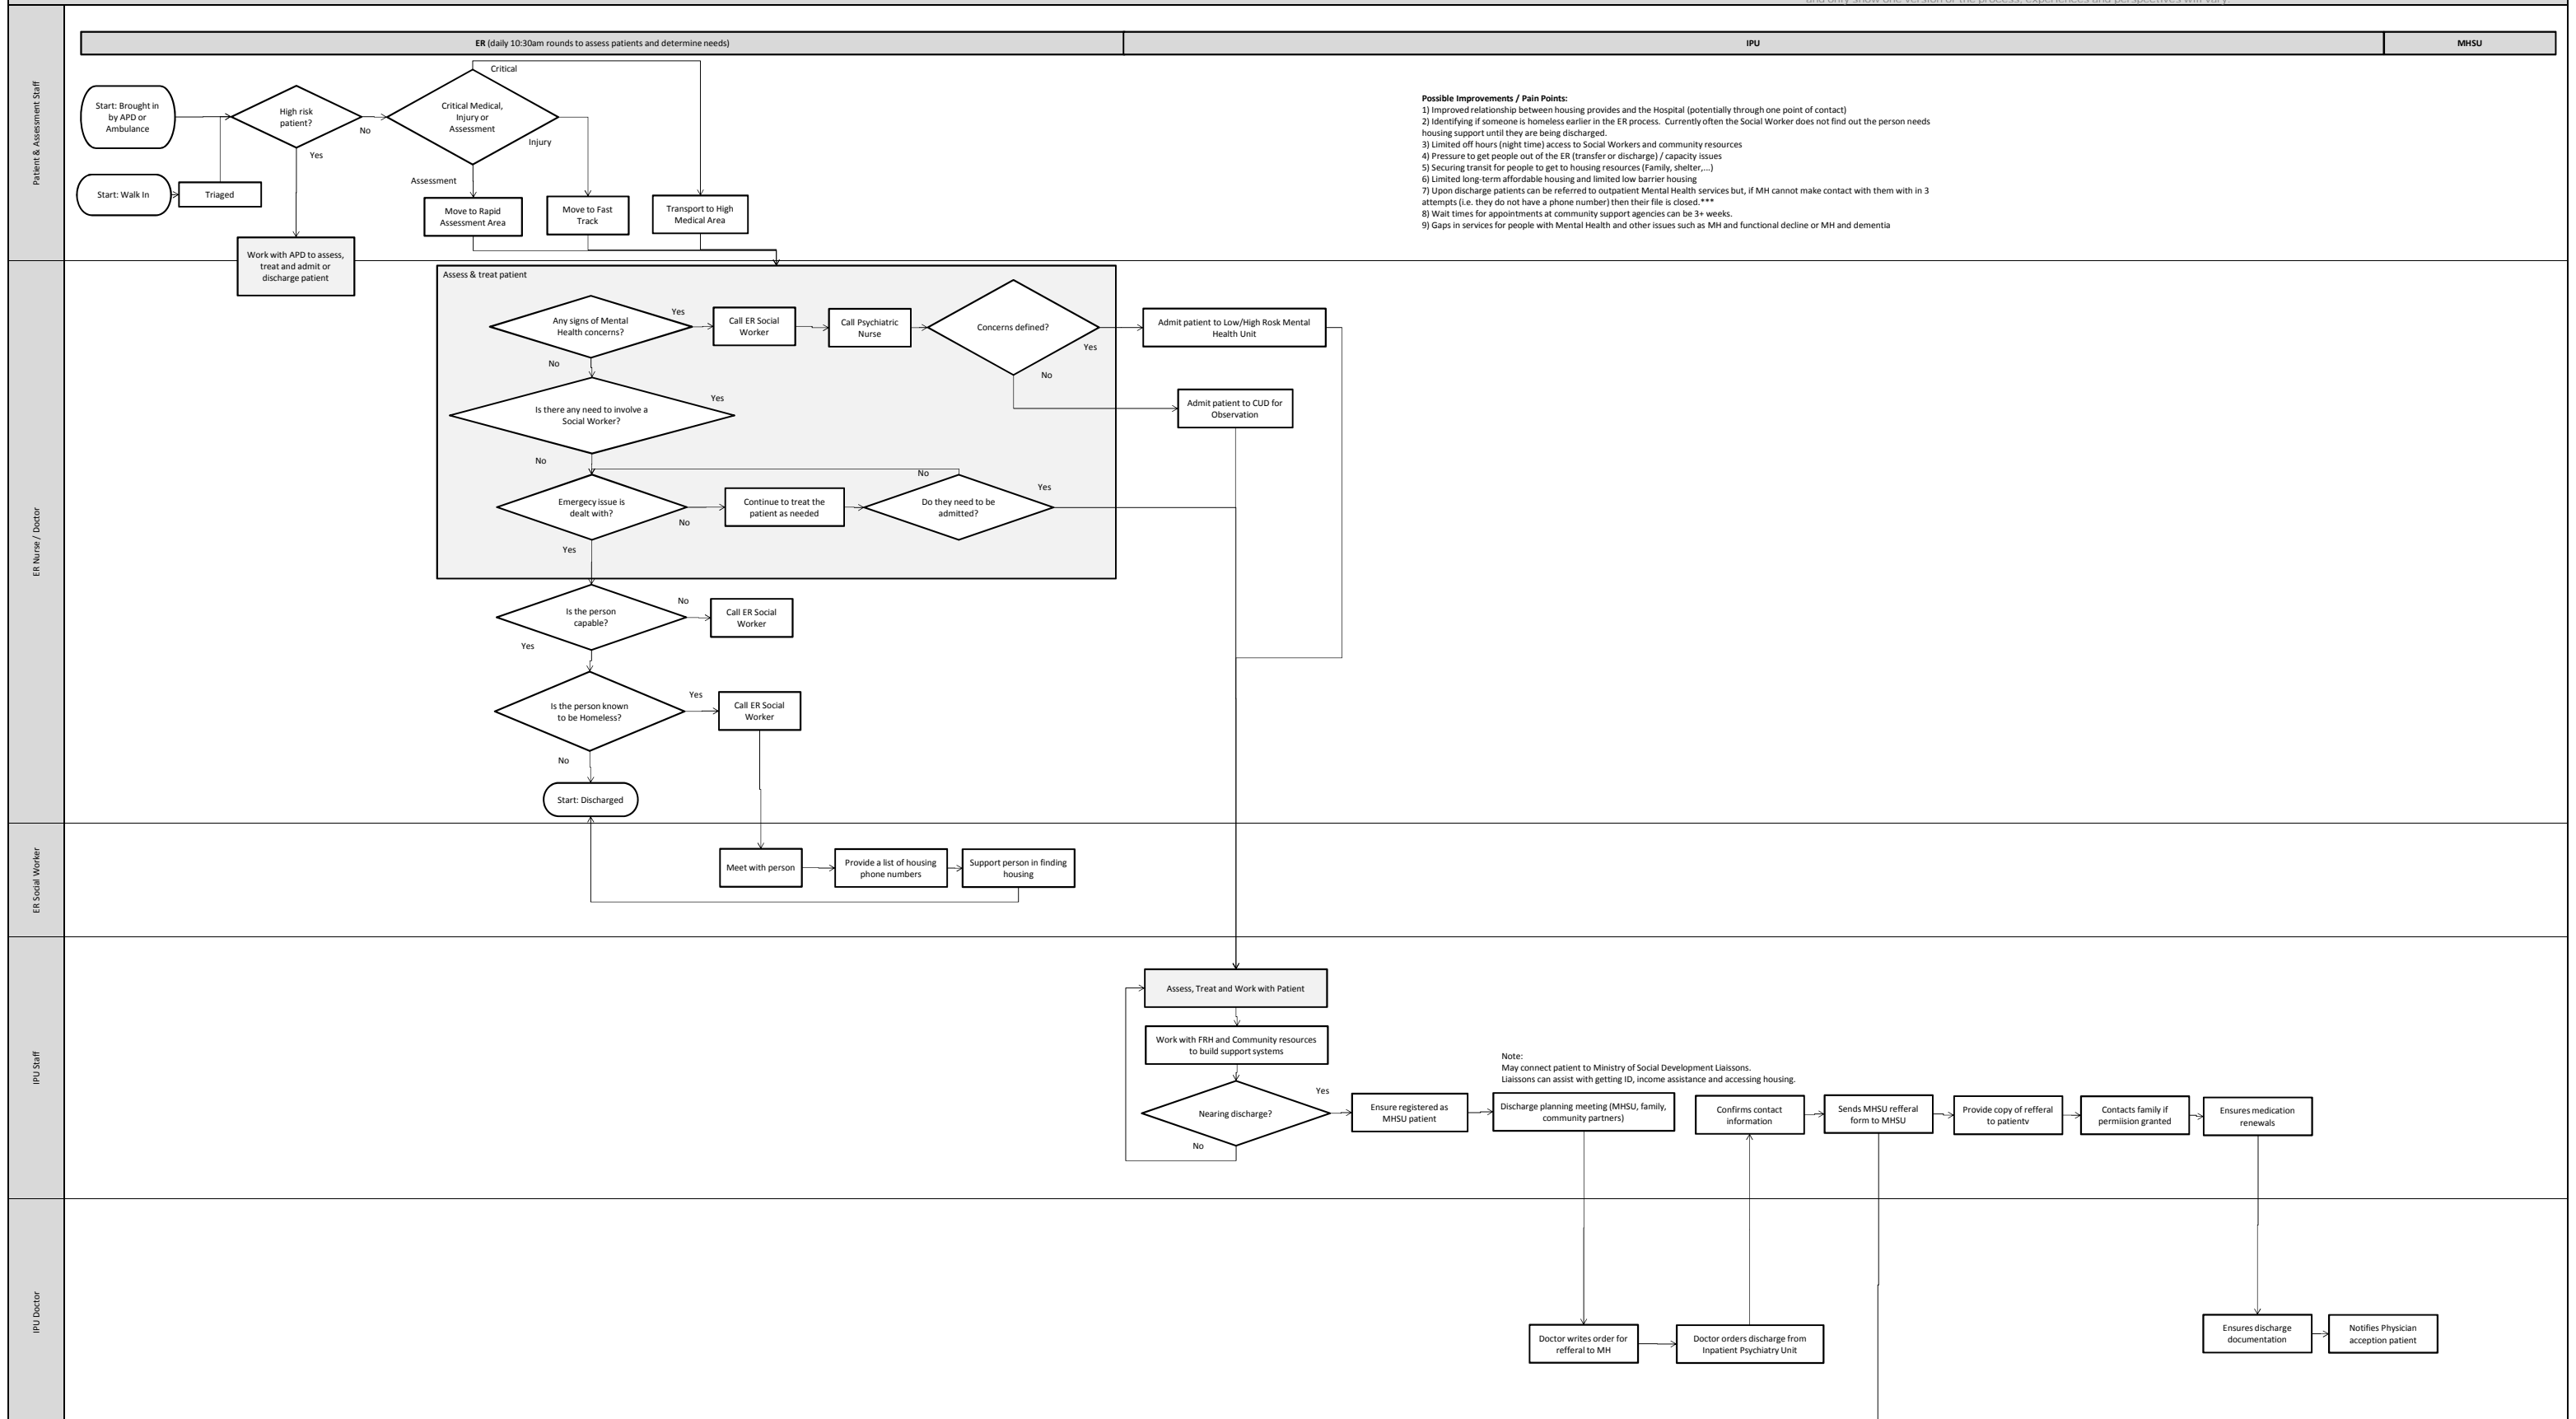 and only show one version of the process, experiences and perspectives will vary.
ER (daily 10:30am rounds to assess patients and determine needs)
IPU
MHSU
Patient & Assessment Staff
Start: Brought in
by APD or
Ambulance
High risk
patient?
No
Yes
Critical Medical,
Injury or
Assessment
Critical
Injury
Assessment
Start: Walk In
Triaged
Move to Rapid
Assessment Area
Move to Fast
Track
Transport to High
Medical Area
Work with APD to assess,
treat and admit or
discharge patient
Possible Improvements / Pain Points:
1) Improved relationship between housing provides and the Hospital (potentially through one point of contact)
2) Identifying if someone is homeless earlier in the ER process. Currently often the Social Worker does not find out the person needs
housing support until they are being discharged.
3) Limited off hours (night time) access to Social Workers and community resources
4) Pressure to get people out of the ER (transfer or discharge) / capacity issues
5) Securing transit for people to get to housing resources (Family, shelter,...)
6) Limited long-term affordable housing and limited low barrier housing
7) Upon discharge patients can be referred to outpatient Mental Health services but, if MH cannot make contact with them with in 3
attempts (i.e. they do not have a phone number) then their file is closed.***
8) Wait times for appointments at community support agencies can be 3+ weeks.
9) Gaps in services for people with Mental Health and other issues such as MH and functional decline or MH and dementia
ER Nurse / Doctor
Assess & treat patient
Any signs of Mental
Health concerns?
Yes
No
Call ER Social
Worker
Call Psychiatric
Nurse
Concerns defined?
Yes
No
Admit patient to Low/High Rosk Mental
Health Unit
Admit patient to CUD for
Observation
Is there any need to involve a
Social Worker?
Yes
No
Emergecy issue is
dealt with?
No
Yes
Continue to treat the
patient as needed
Do they need to be
admitted?
No
Yes
Is the person
capable?
No
Yes
Call ER Social
Worker
Is the person known
to be Homeless?
Yes
No
Call ER Social
Worker
Start: Discharged
ER Social Worker
Meet with person
Provide a list of housing
phone numbers
Support person in finding
housing
IPU Staff
Assess, Treat and Work with Patient
Work with FRH and Community resources
to build support systems
Nearing discharge?
Yes
No
Ensure registered as
MHSU patient
Note:
May connect patient to Ministry of Social Development Liaissons.
Liaissons can assist with getting ID, income assistance and accessing housing.
Discharge planning meeting (MHSU, family,
community partners)
Confirms contact
information
Sends MHSU refferal
form to MHSU
Provide copy of refferal
to patientv
Contacts family if
permiision granted
Ensures medication
renewals
IPU Doctor
Doctor writes order for
refferal to MH
Doctor orders discharge from
Inpatient Psychiatry Unit
Ensures discharge
documentation
Notifies Physician
acception patient